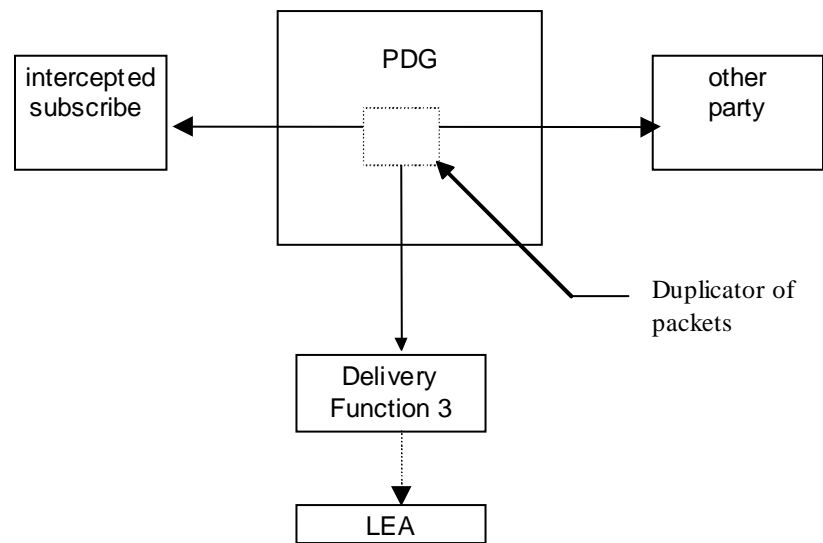 PDG
intercepted
subscribe
other
party
Duplicator of
packets
Delivery
Function 3
LEA